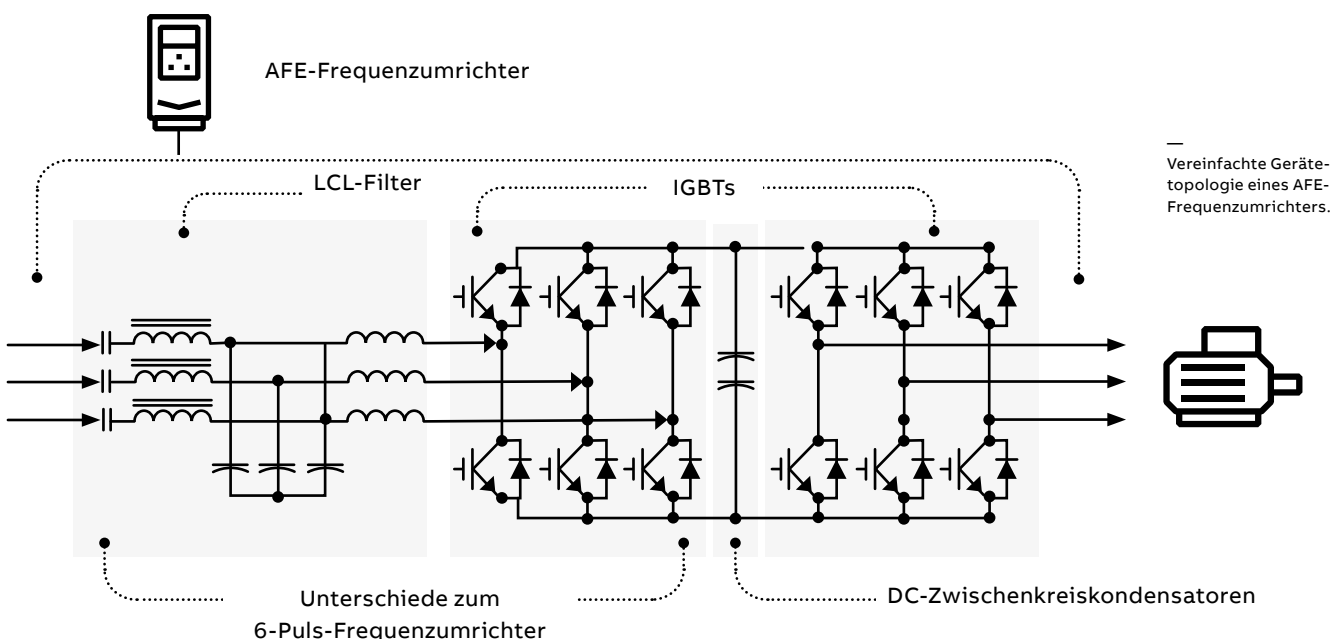 AFE-Frequenzumrichter
—
Vereinfachte Geräte-
topologie eines AFE-
Frequenzumrichters.
LCL-Filter
IGBTs
Unterschiede zum
6-Puls-Frequenzumrichter
DC-Zwischenkreiskondensatoren